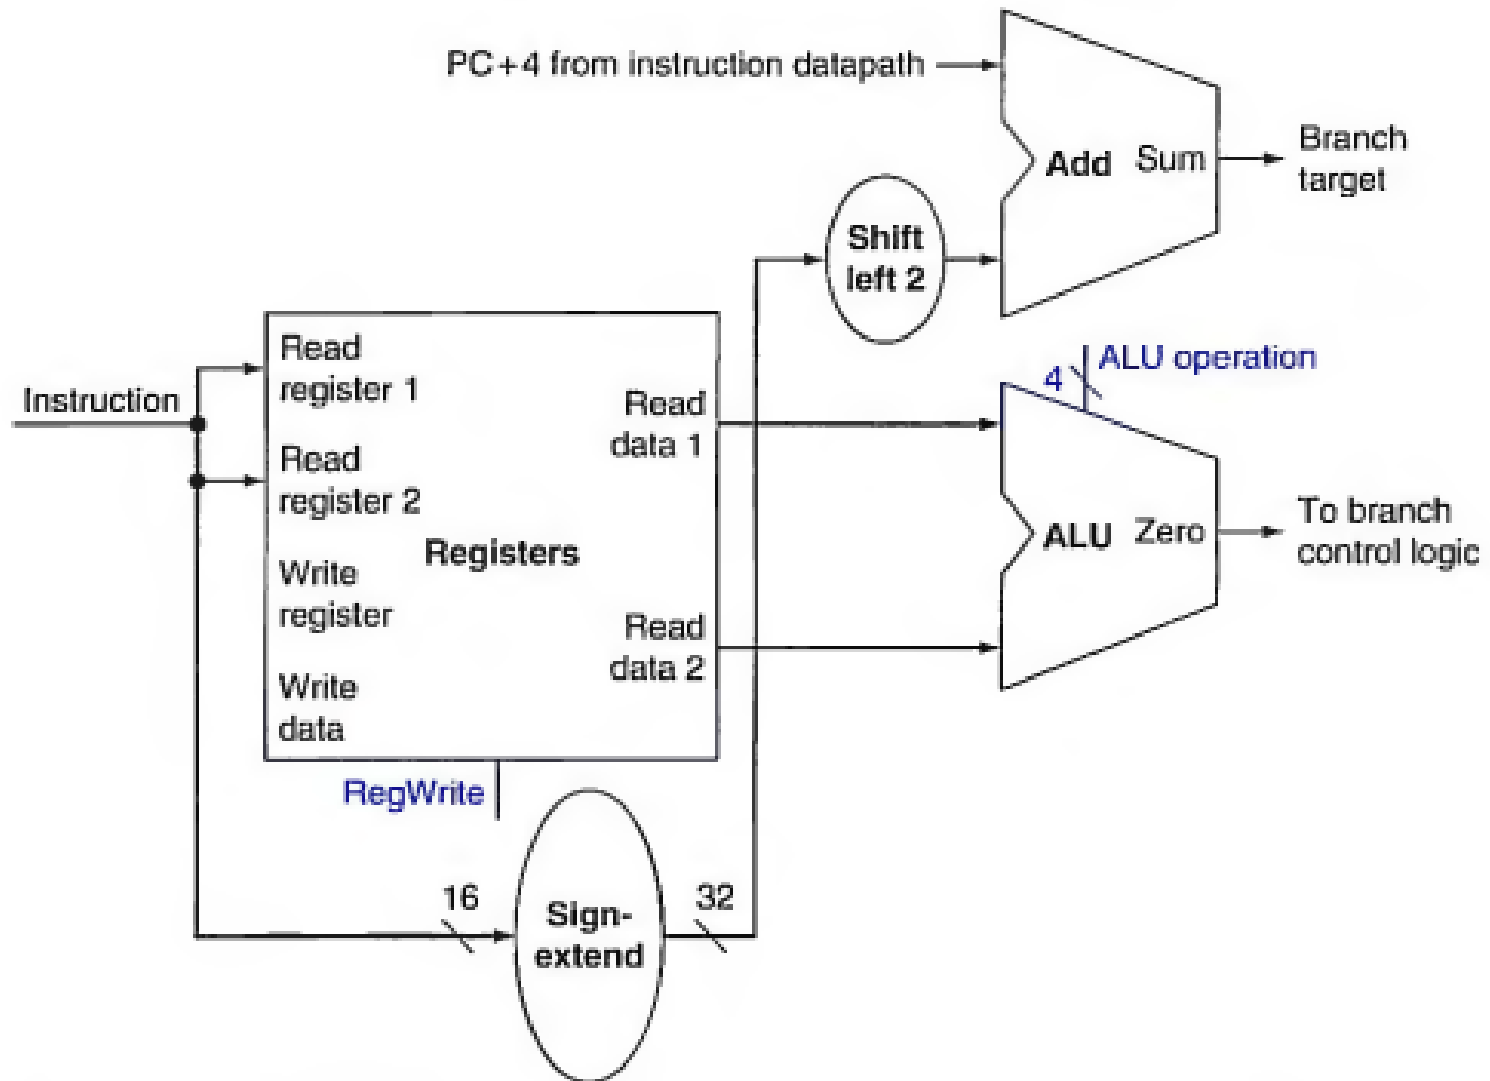 PC+4 from instruction datapath
Add Sum
Branch
target
Shift
left 2
ALU operation
4
Instruction
Read
register 1
Read
register 2
Write
register
Write
data
Registers
Read
data 1
Read
data 2
ALU Zero
To branch
control logic
RegWrite
16
Sign-
extend
32